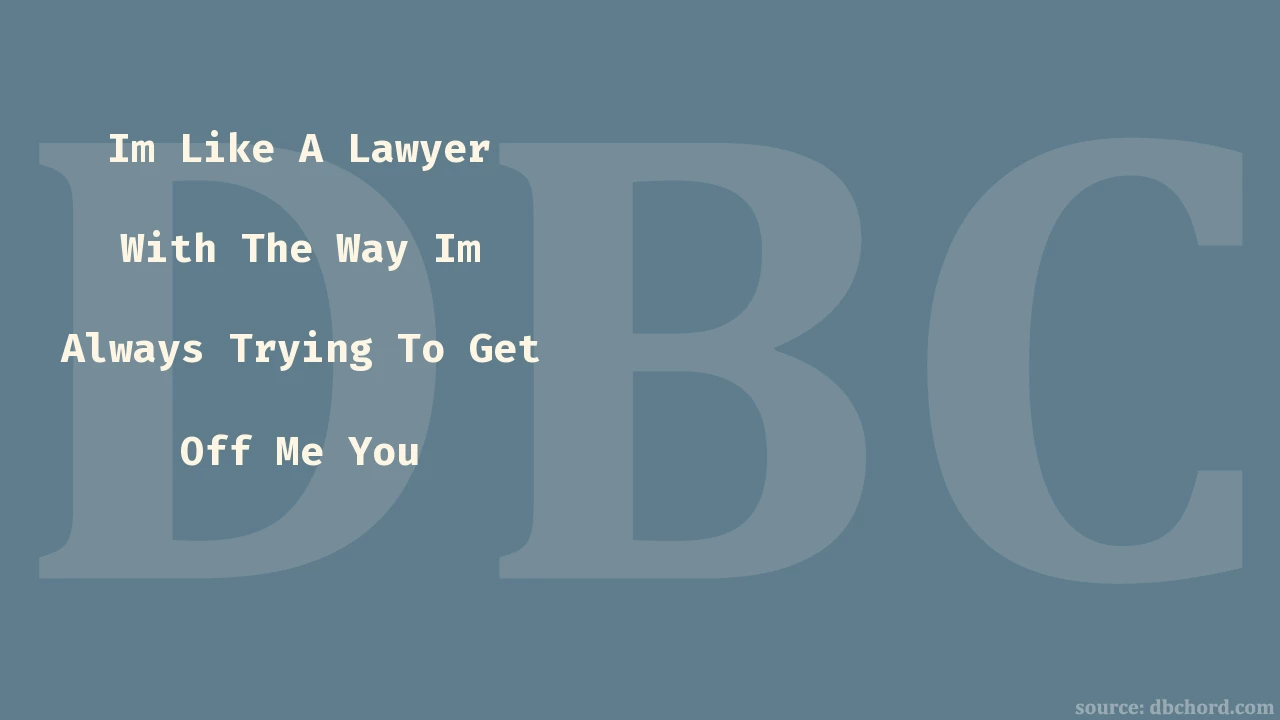 Im Like A Lawyer
With The Way Im
Always Trying To Get
Off Me You
DBC
source: dbchord.com